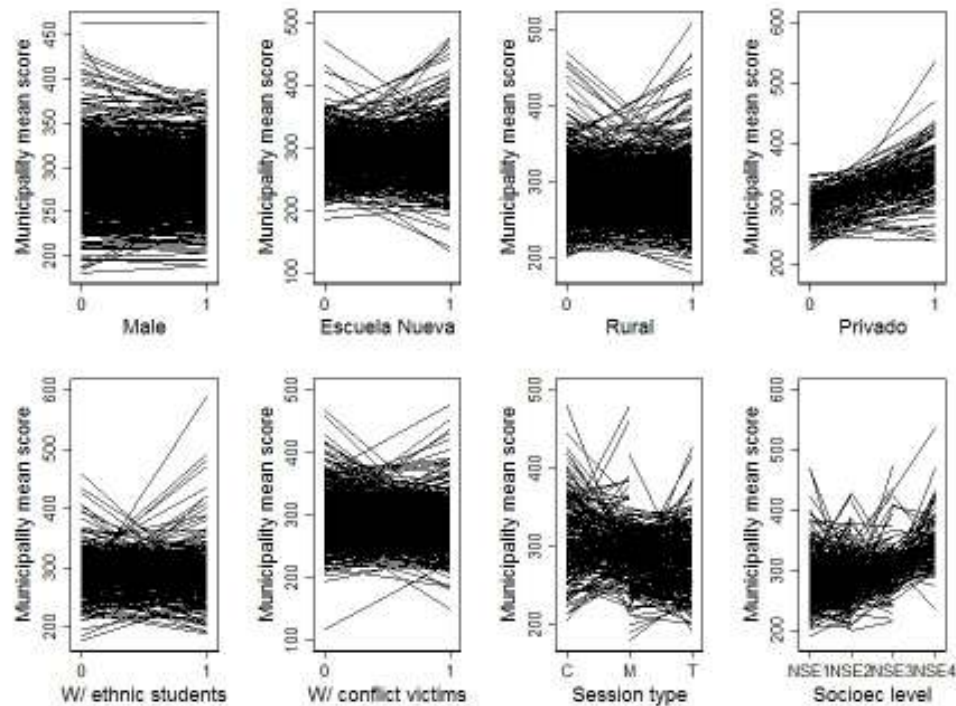 Municipality mean score
200 250 300 350 400 450
0 1
Male
Municipality mean score
100 200 300 400 500
0 1
Escuela Nueva
Municipality mean score
200 300 400 500
0 1
Rural
Municipality mean score
200 300 400 500 600
0 1
Privado
Municipality mean score
200 300 400 500 600
0 1
W/ ethnic students
Municipality mean score
100 200 300 400 500
0 1
W/ conflict victims
Municipality mean score
200 300 400 500
C M T
Session type
Municipality mean score
200 300 400 500 600
NSE1 NSE2 NSE3 NSE4
Socioec level